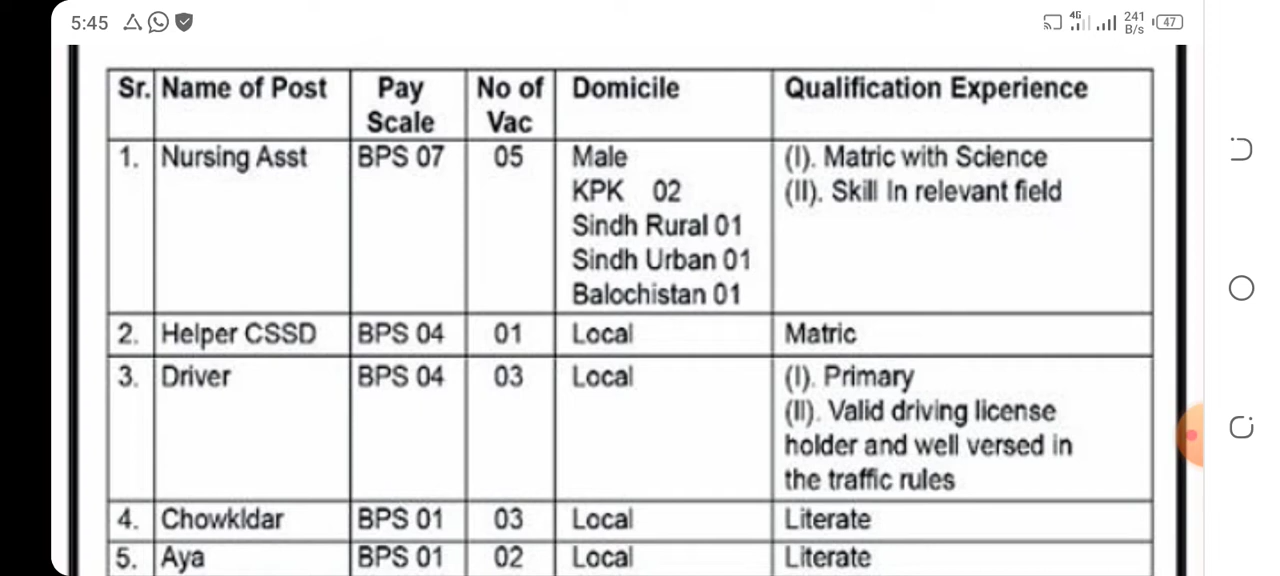 5:45
4G 241 B/s 47
Sr. Name of Post Pay Scale No of Vac Domicile Qualification Experience
1. Nursing Asst BPS 07 05 Male (I). Matric with Science
KPK 02 (II). Skill In relevant field
Sindh Rural 01
Sindh Urban 01
Balochistan 01
2. Helper CSSD BPS 04 01 Local Matric
3. Driver BPS 04 03 Local (I). Primary
(II). Valid driving license
holder and well versed in
the traffic rules
4. ChowkIdar BPS 01 03 Local Literate
5. Aya BPS 01 02 Local Literate